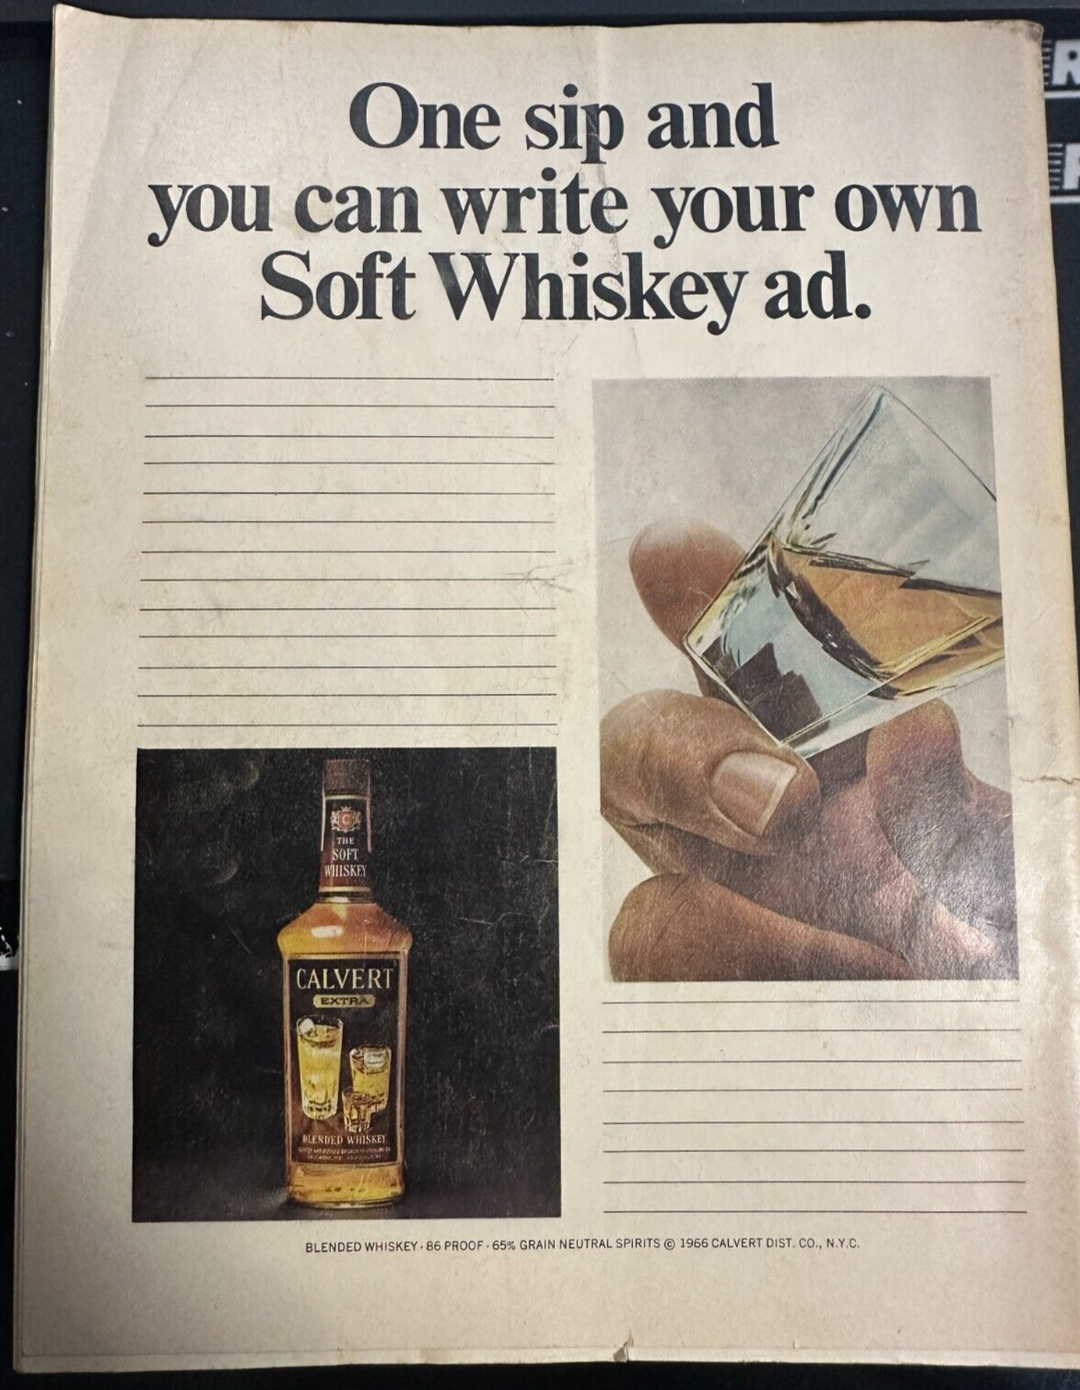 One sip and
you can write your own
Soft Whiskey ad.
C
THE
SOFT
WHISKEY
CALVERT
EXTRA
BLENDED WHISKEY
BLENDED WHISKEY · 86 PROOF · 65% GRAIN NEUTRAL SPIRITS © 1966 CALVERT DIST. CO., N.Y.C.